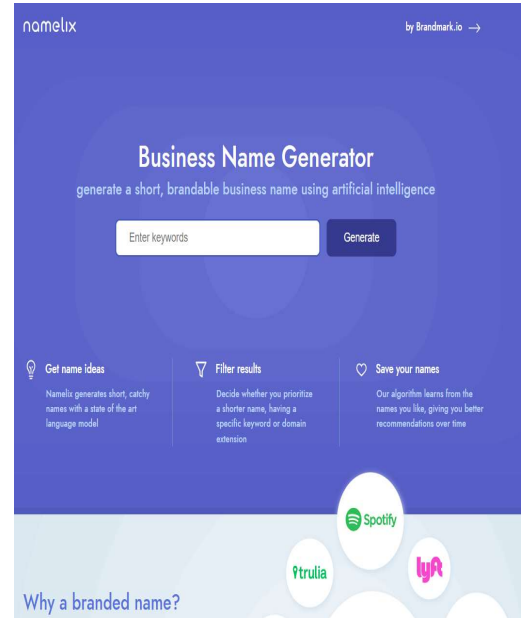 namelix
by Brandmark.io →
Business Name Generator
generate a short, brandable business name using artificial intelligence
Enter keywords
Generate
Get name ideas
Namelix generates short, catchy
names with a state of the art
language model
Filter results
Decide whether you prioritize
a shorter name, having a
specific keyword or domain
extension
Save your names
Our algorithm learns from the
names you like, giving you better
recommendations over time
Spotify
trulia
lyft
Why a branded name?